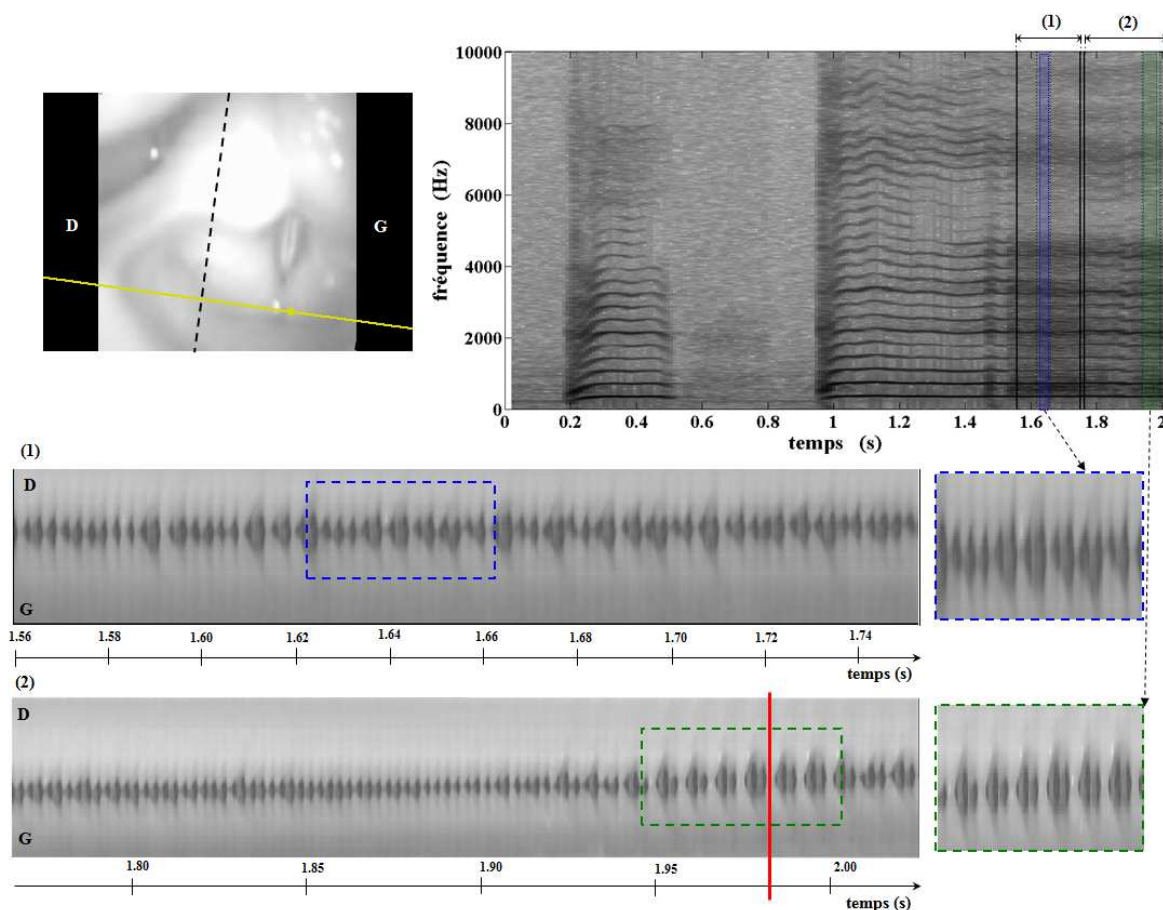 (1) (2)
D G
fréquence (Hz)
10000
8000
6000
4000
2000
0
0 0.2 0.4 0.6 0.8 1 1.2 1.4 1.6 1.8 2
temps (s)
(1)
D
G
1.56 1.58 1.60 1.62 1.64 1.66 1.68 1.70 1.72 1.74
temps (s)
(2)
D
G
1.80 1.85 1.90 1.95 2.00
temps (s)